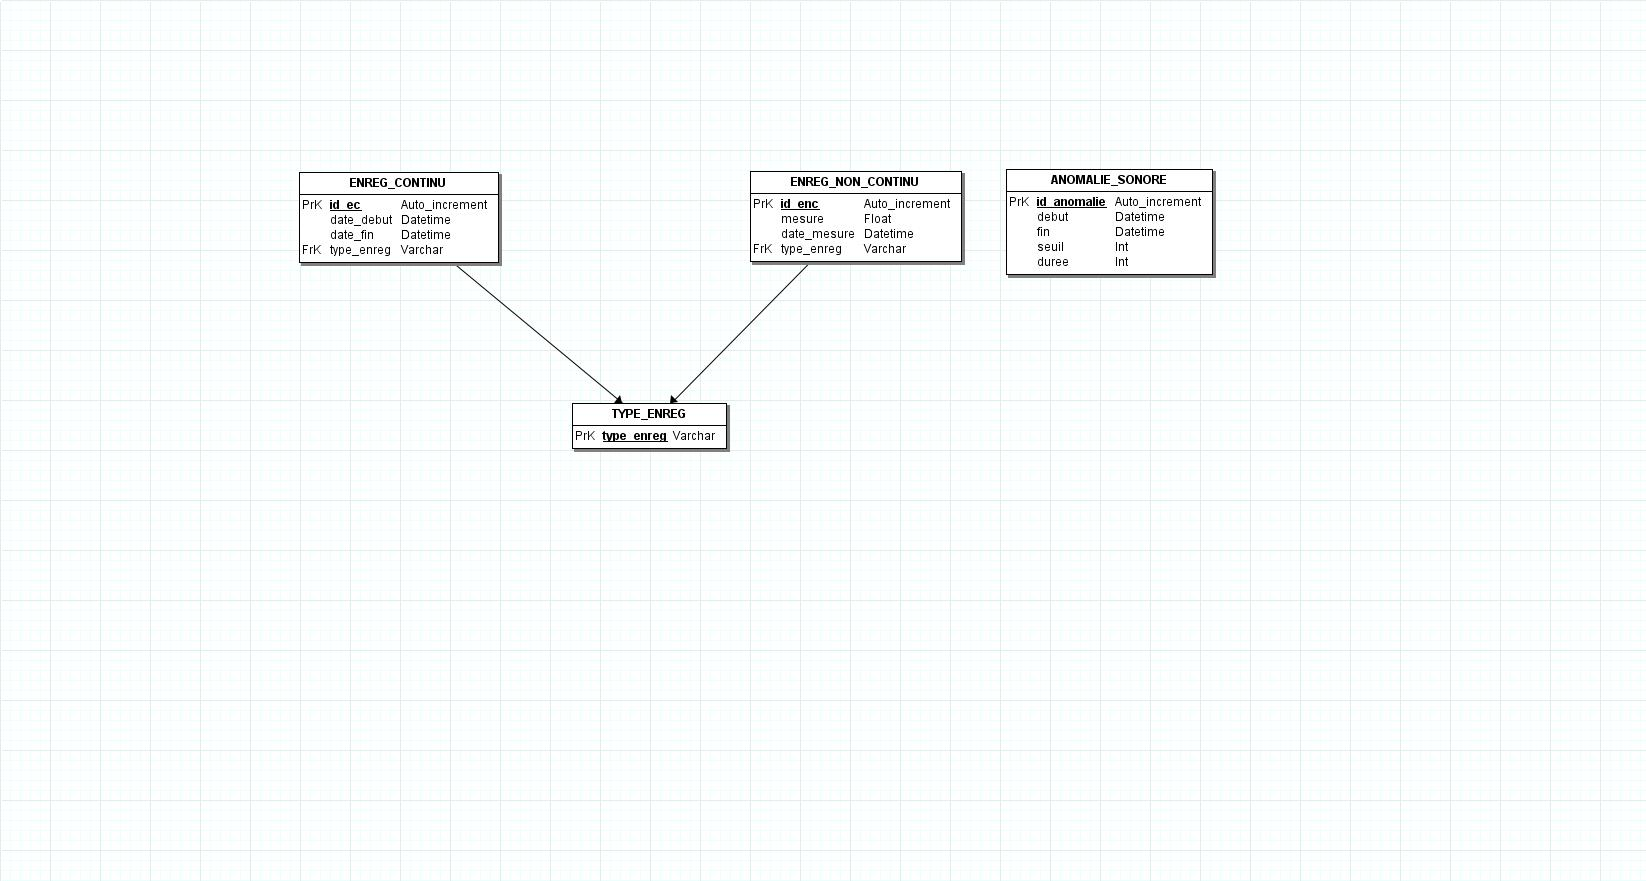 ENREG_CONTINU
PrK id_ec Auto_increment
date_debut Datetime
date_fin Datetime
FrK type_enreg Varchar
ENREG_NON_CONTINU
PrK id_enc Auto_increment
mesure Float
date_mesure Datetime
FrK type_enreg Varchar
ANOMALIE_SONORE
PrK id_anomalie Auto_increment
debut Datetime
fin Datetime
seuil Int
duree Int
TYPE_ENREG
PrK type_enreg Varchar